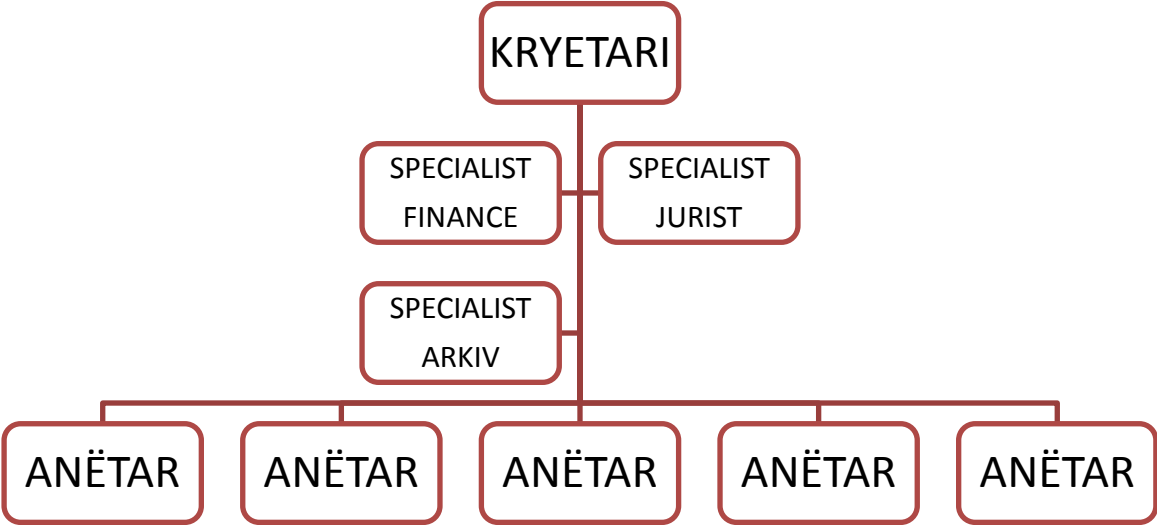 KRYETARI
SPECIALIST
FINANCE
SPECIALIST
JURIST
SPECIALIST
ARKIV
ANËTAR
ANËTAR
ANËTAR
ANËTAR
ANËTAR